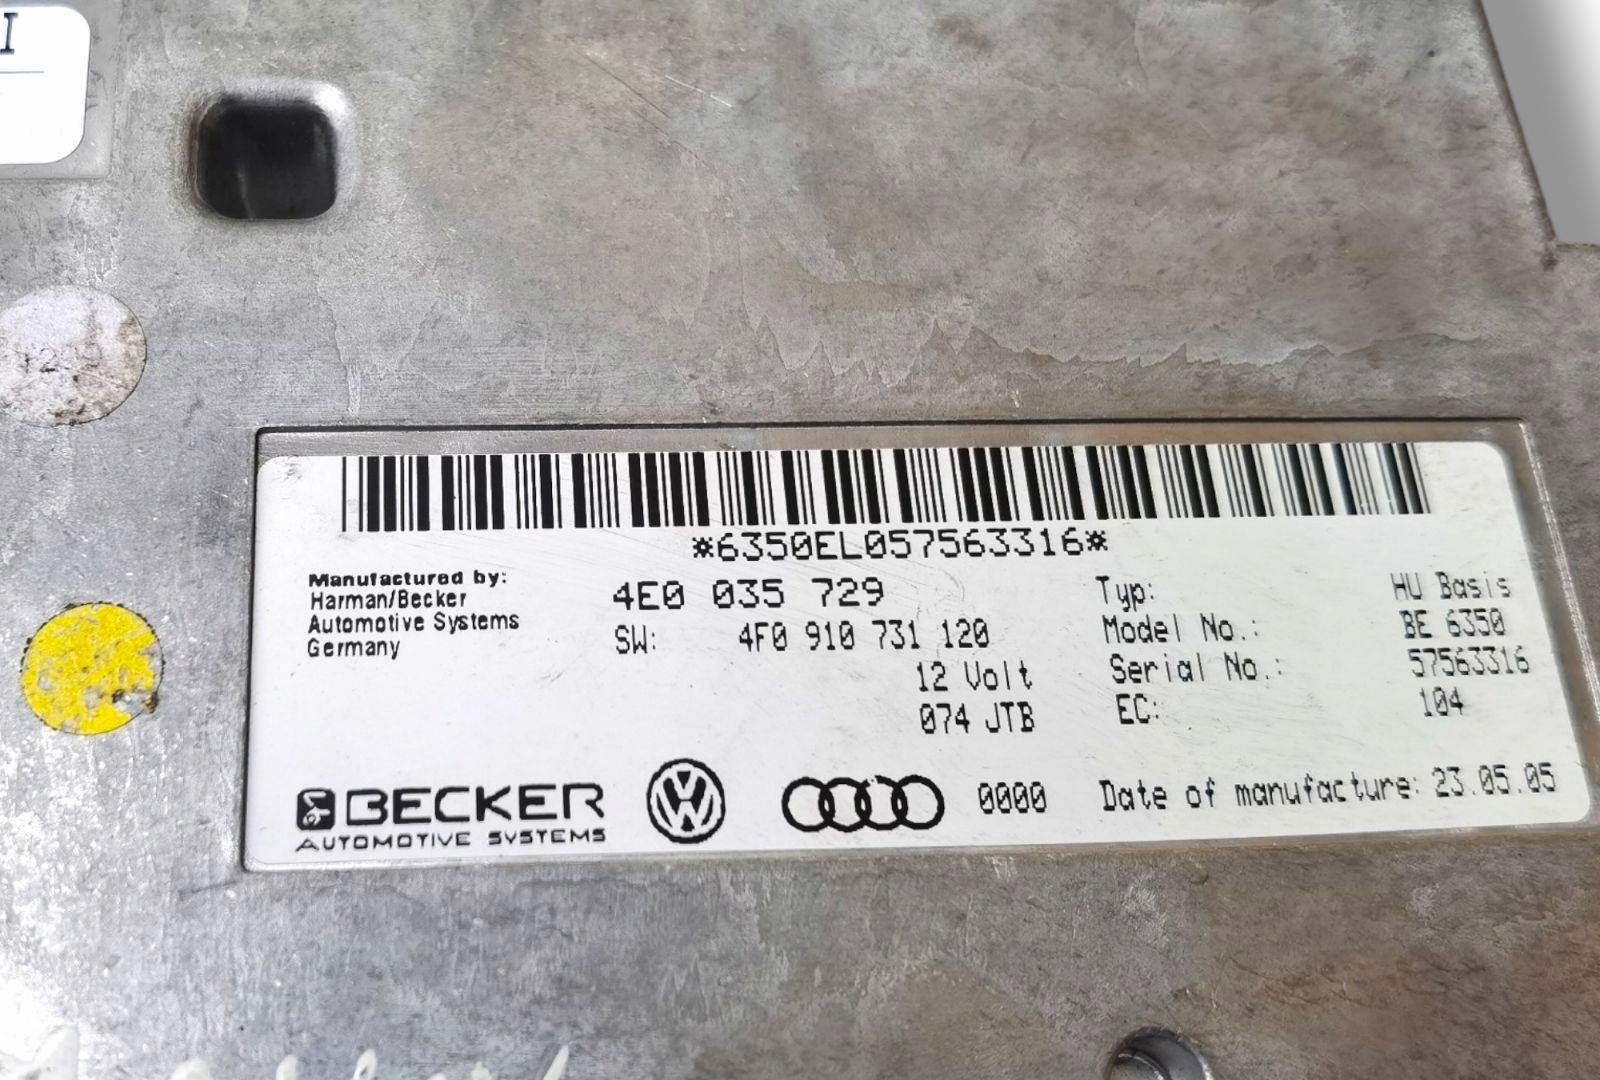 I
*6350EL057563316*
Manufactured by:
Harman/Becker
Automotive Systems
Germany
4E0 035 729
SW: 4F0 910 731 120
12 Volt
074 JTB
Typ: HU Basis
Model No.: BE 6350
Serial No.: 57563316
EC: 104
BECKER
AUTOMOTIVE SYSTEMS
0000
Date of manufacture: 23.05.05